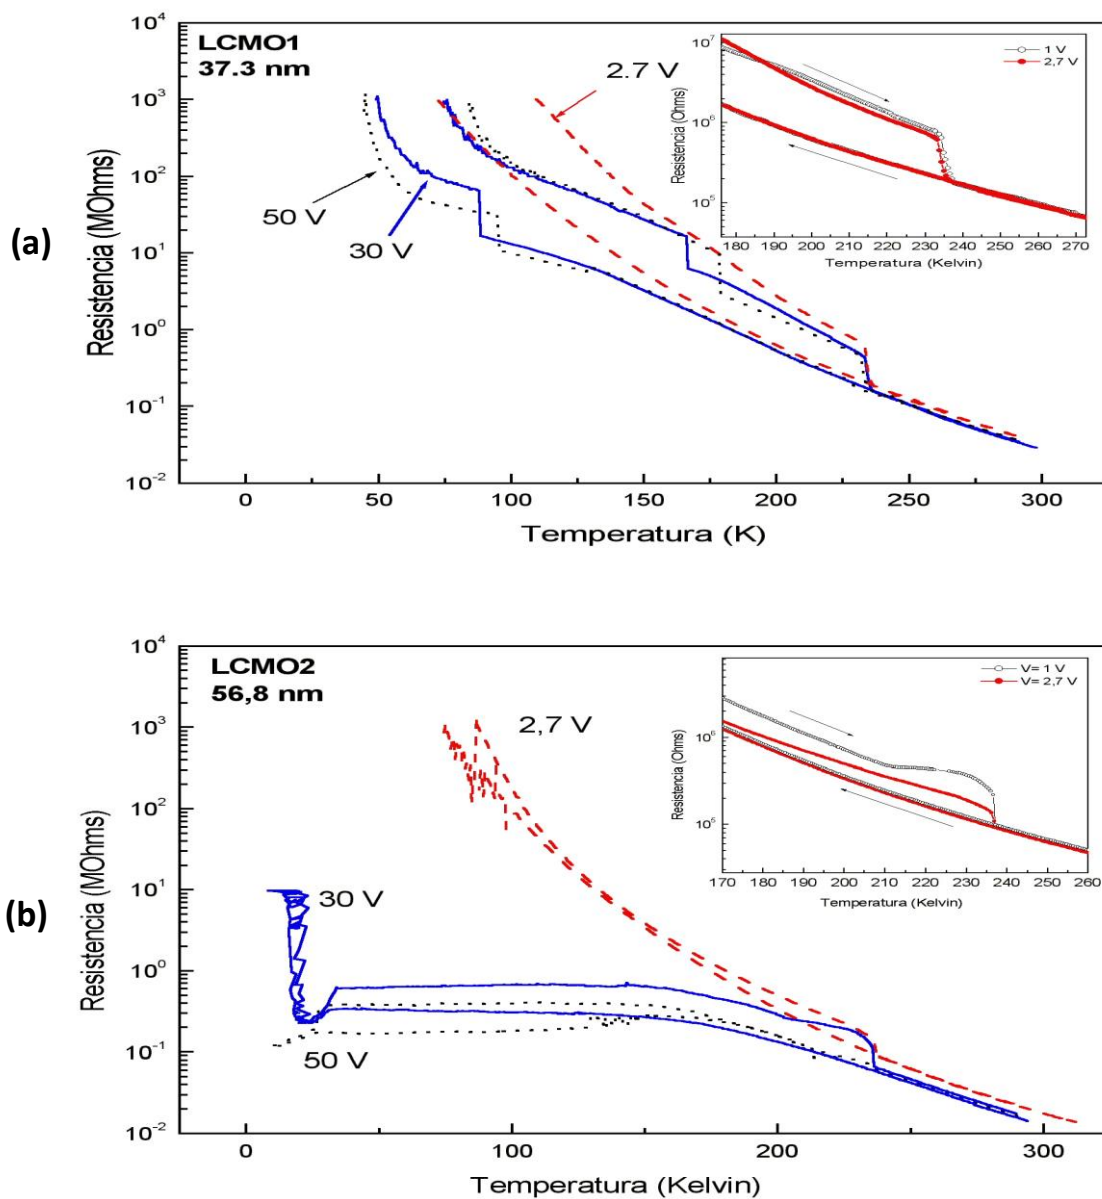 (a)
LCMO1
37.3 nm
2.7 V
50 V
30 V
Resistencia (MOhms)
10⁴
10³
10²
10¹
10⁰
10⁻¹
10⁻²
0 50 100 150 200 250 300
Temperatura (K)
1 V
2,7 V
Resistencia (Ohms)
10⁷
10⁶
10⁵
180 190 200 210 220 230 240 250 260 270
Temperatura (Kelvin)
(b)
LCMO2
56,8 nm
2,7 V
30 V
50 V
Resistencia (MOhms)
10⁴
10³
10²
10¹
10⁰
10⁻¹
10⁻²
0 100 200 300
Temperatura (Kelvin)
V= 1 V
V= 2,7 V
Resistencia (Ohms)
10⁶
10⁵
170 180 190 200 210 220 230 240 250 260
Temperatura (Kelvin)